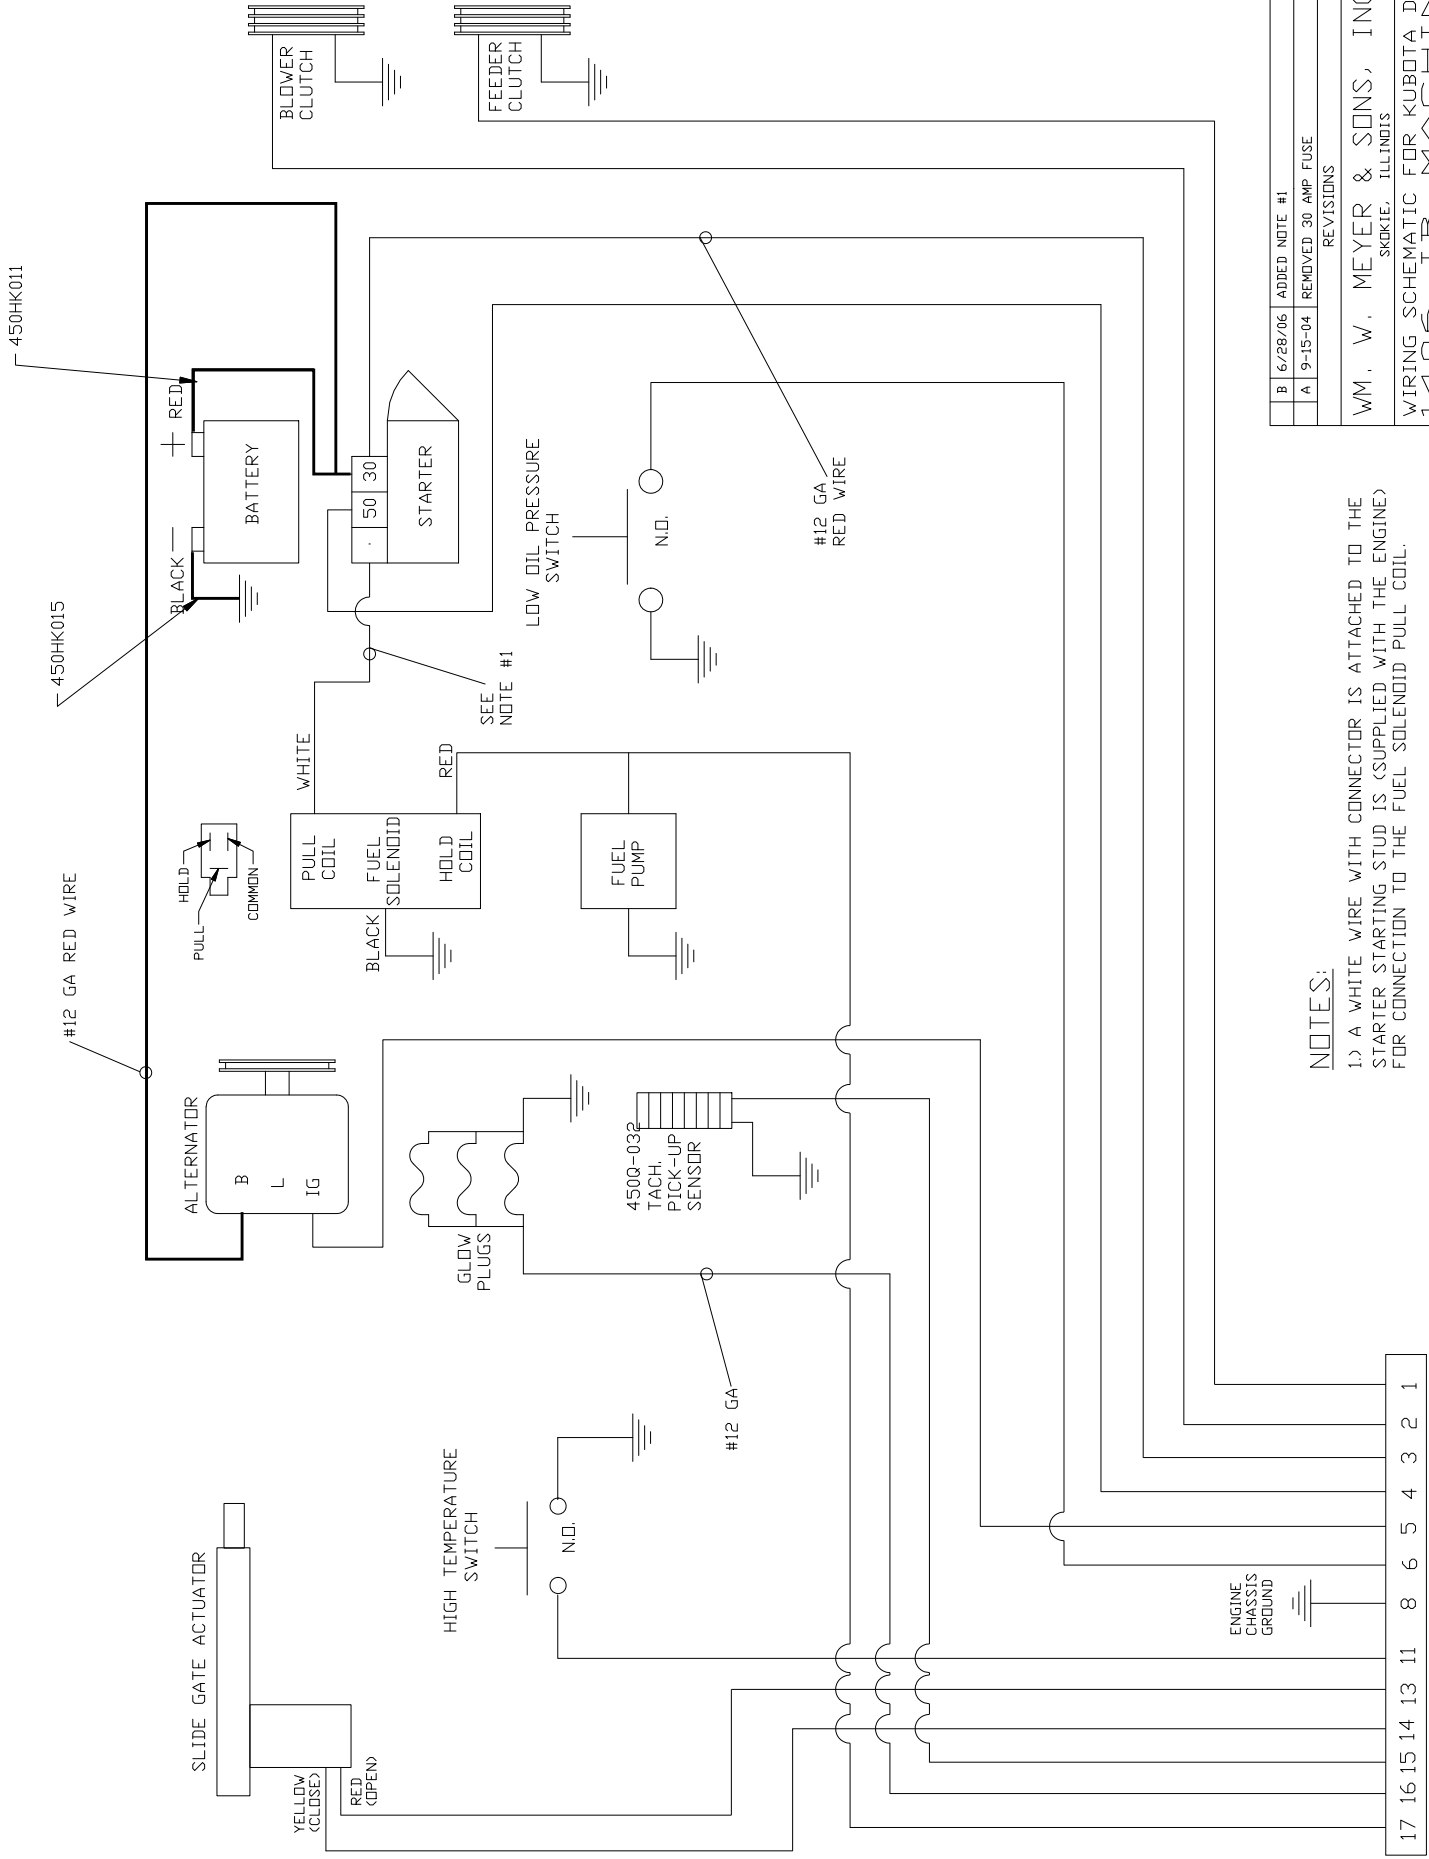 450HK011
450HK015
#12 GA RED WIRE
BLOWER
CLUTCH
FEEDER
CLUTCH
+ RED
BLACK —
BATTERY
. 50 30
STARTER
ALTERNATOR
B
L
IG
HOLD
PULL
COMMON
WHITE
PULL
COIL
FUEL
SOLENOID
HOLD
COIL
RED
BLACK
SEE
NOTE #1
FUEL
PUMP
LOW OIL PRESSURE
SWITCH
N.O.
#12 GA
RED WIRE
GLOW
PLUGS
450Q-032
TACH.
PICK-UP
SENSOR
#12 GA
SLIDE GATE ACTUATOR
YELLOW
(CLOSE)
RED
(OPEN)
HIGH TEMPERATURE
SWITCH
N.O.
ENGINE
CHASSIS
GROUND
17 16 15 14 13 11 8 6 5 4 3 2 1
NOTES:
1.) A WHITE WIRE WITH CONNECTOR IS ATTACHED TO THE
STARTER STARTING STUD IS (SUPPLIED WITH THE ENGINE)
FOR CONNECTION TO THE FUEL SOLENOID PULL COIL.
B 6/28/06 ADDED NOTE #1
A 9-15-04 REMOVED 30 AMP FUSE
REVISIONS
WM. W. MEYER & SONS, INC
SKOKIE, ILLINOIS
WIRING SCHEMATIC FOR KUBOTA D